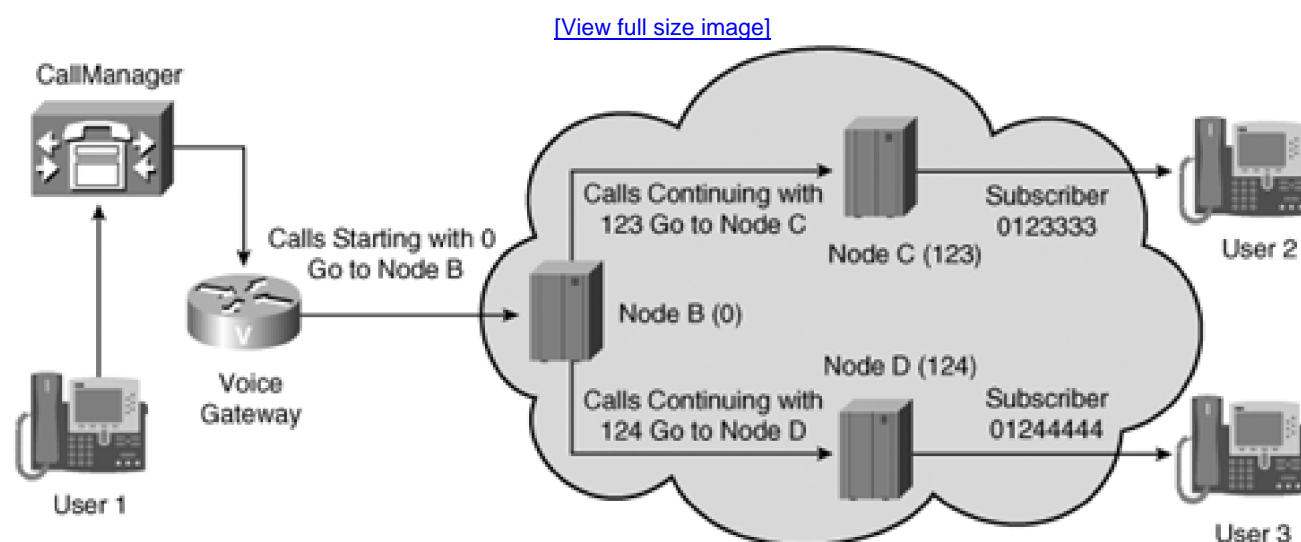 [View full size image]
CallManager
Calls Starting with 0
Go to Node B
Voice
Gateway
User 1
Calls Continuing with
123 Go to Node C
Node C (123)
Subscriber
0123333
User 2
Node B (0)
Node D (124)
Calls Continuing with
124 Go to Node D
Subscriber
01244444
User 3
V